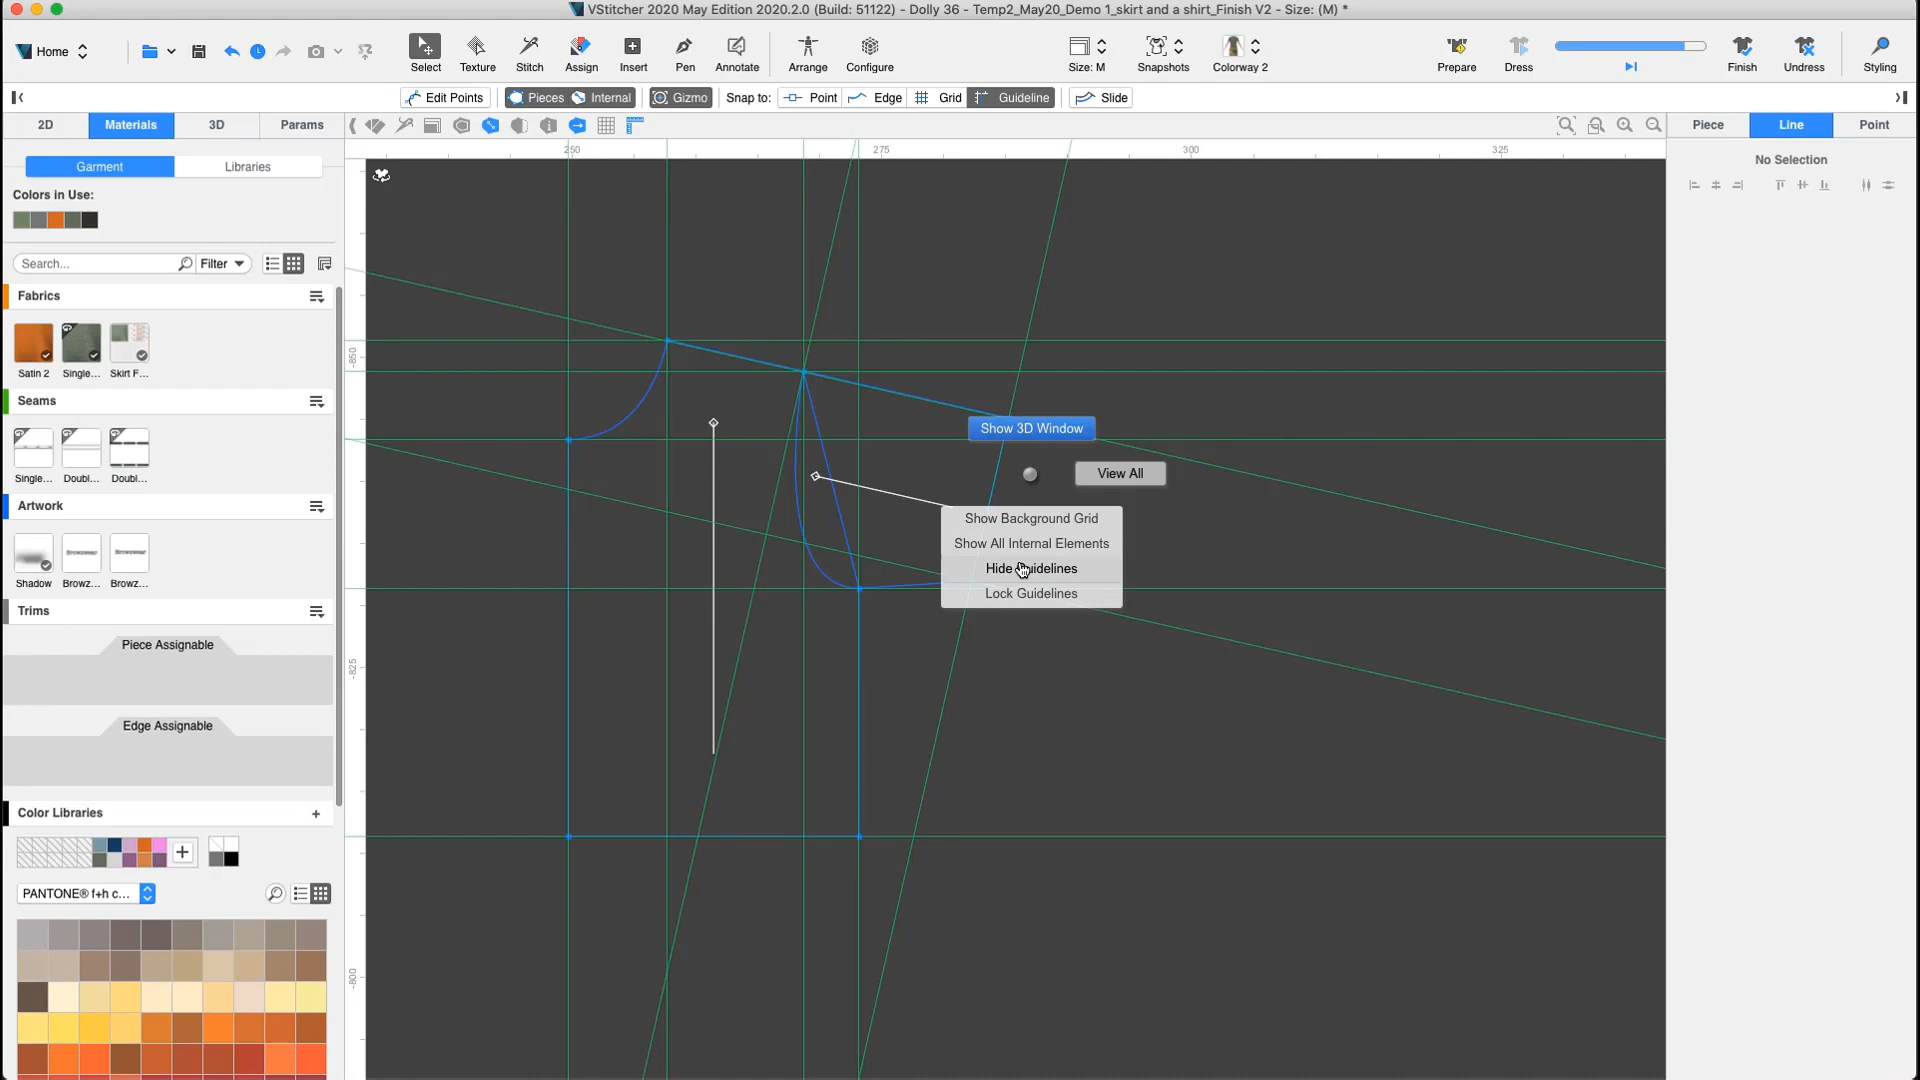 VStitcher 2020 May Edition 2020.2.0 (Build: 51122) - Dolly 36 - Temp2_May20_Demo 1_skirt and a shirt_Finish V2 - Size: (M) *
Home
Select Texture Stitch Assign Insert Pen Annotate Arrange Configure Size: M Snapshots Colorway 2 Prepare Dress Finish Undress Styling
Edit Points Pieces Internal Gizmo Snap to: Point Edge Grid Guideline Slide
2D Materials 3D Params
Piece Line Point
Garment Libraries
250 275 300 325
No Selection
Colors in Use:
Search... Filter
Fabrics
Satin 2 Single... Skirt F...
-850
Seams
Show 3D Window
Single... Doubl... Doubl...
View All
Artwork
Show Background Grid
Show All Internal Elements
Hide Guidelines
Lock Guidelines
Browzwear Browzwear
Shadow Browz... Browz...
Trims
Piece Assignable
-825
Edge Assignable
Color Libraries +
PANTONE® f+h c...
-800